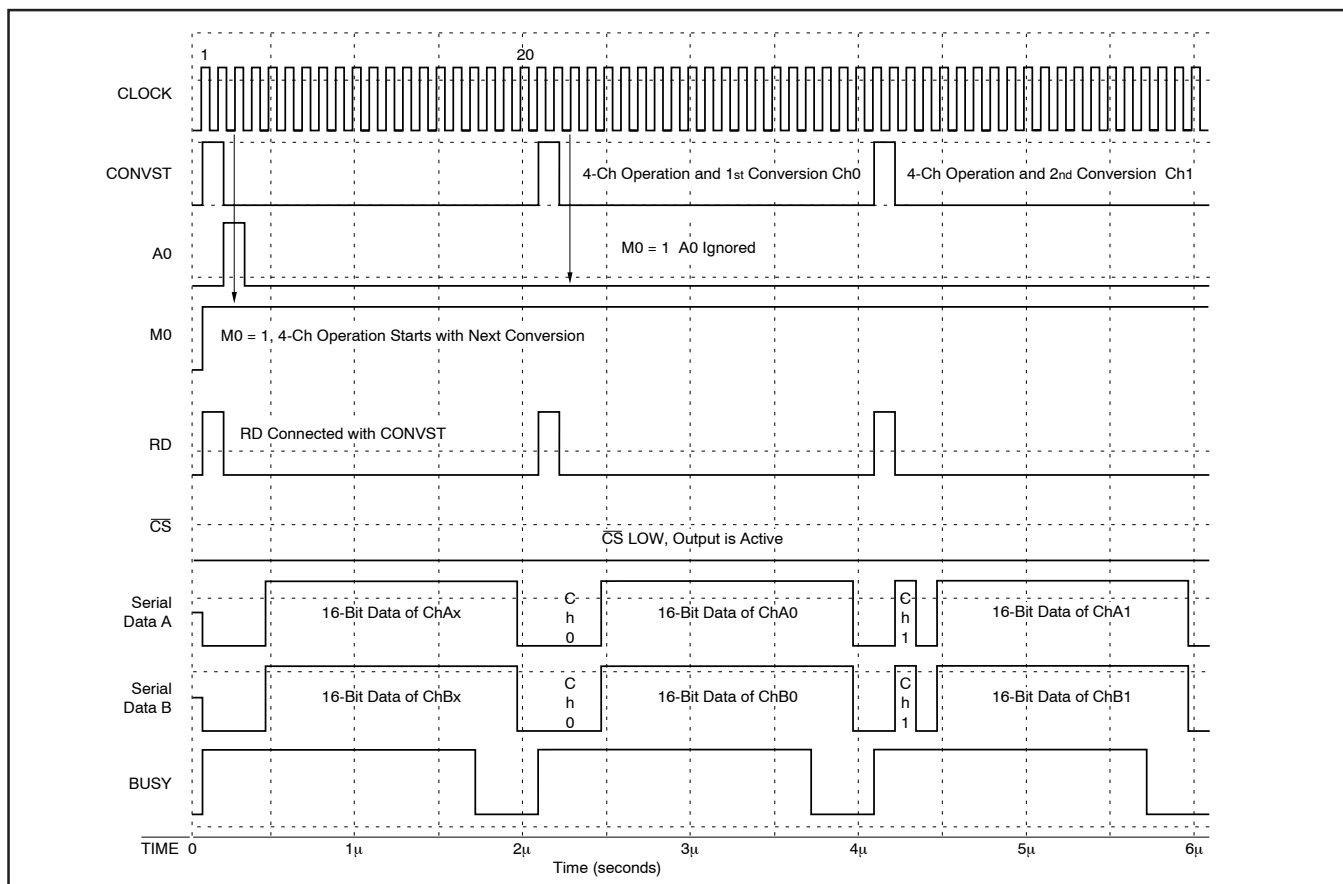 1
20
CLOCK
CONVST
4-Ch Operation and 1st Conversion Ch0
4-Ch Operation and 2nd Conversion Ch1
A0
M0 = 1 A0 Ignored
M0
M0 = 1, 4-Ch Operation Starts with Next Conversion
RD
RD Connected with CONVST
CS
CS LOW, Output is Active
Serial
Data A
16-Bit Data of ChAx
C
h
0
16-Bit Data of ChA0
C
h
1
16-Bit Data of ChA1
Serial
Data B
16-Bit Data of ChBx
C
h
0
16-Bit Data of ChB0
C
h
1
16-Bit Data of ChB1
BUSY
TIME 0 1µ 2µ 3µ 4µ 5µ 6µ
Time (seconds)